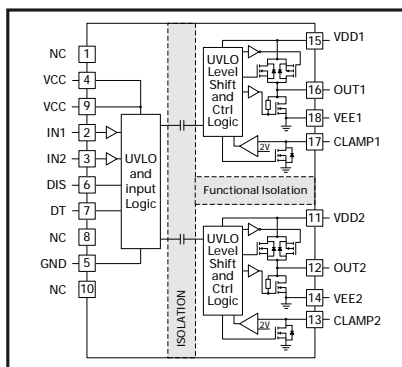 NC 1
VCC 4
VCC 9
IN1 2
IN2 3
DIS 6
DT 7
NC 8
GND 5
NC 10
UVLO
and
input
Logic
ISOLATION
UVLO
Level
Shift
and
Ctrl
Logic
2V
15 VDD1
16 OUT1
18 VEE1
17 CLAMP1
Functional Isolation
UVLO
Level
Shift
and
Ctrl
Logic
2V
11 VDD2
12 OUT2
14 VEE2
13 CLAMP2